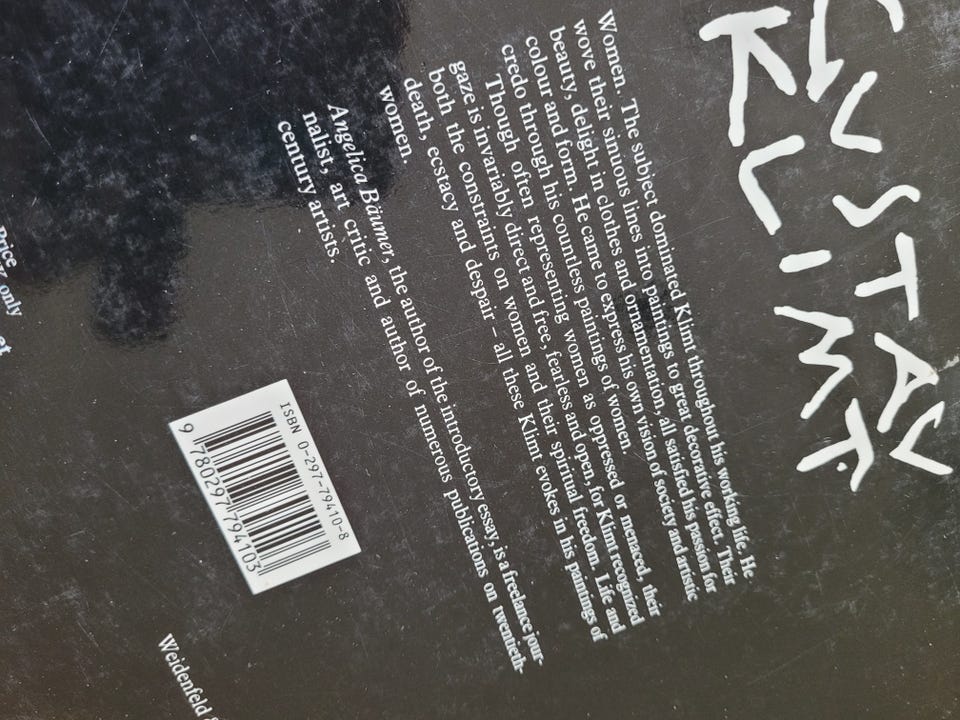 GUSTAV
KLIMT.
Women. The subject dominated Klimt throughout his working life. He
wove their sinuous lines into paintings to great decorative effect. Their
beauty, delight in clothes and ornamentation, all satisfied his passion for
colour and form. He came to express his own vision of society and artistic
credo through his countless paintings of women.
Though often representing women as oppressed or menaced, their
gaze is invariably direct and free, fearless and open, for Klimt recognized
both the constraints on women and their spiritual freedom. Life and
death, ecstacy and despair – all these Klimt evokes in his paintings of
women.
Angelica Bäumer, the author of the introductory essay, is a freelance jour-
nalist, art critic and author of numerous publications on twentieth-
century artists.
ISBN 0-297-79410-8
9 780297 794103
Price
only
et
Weidenfeld &